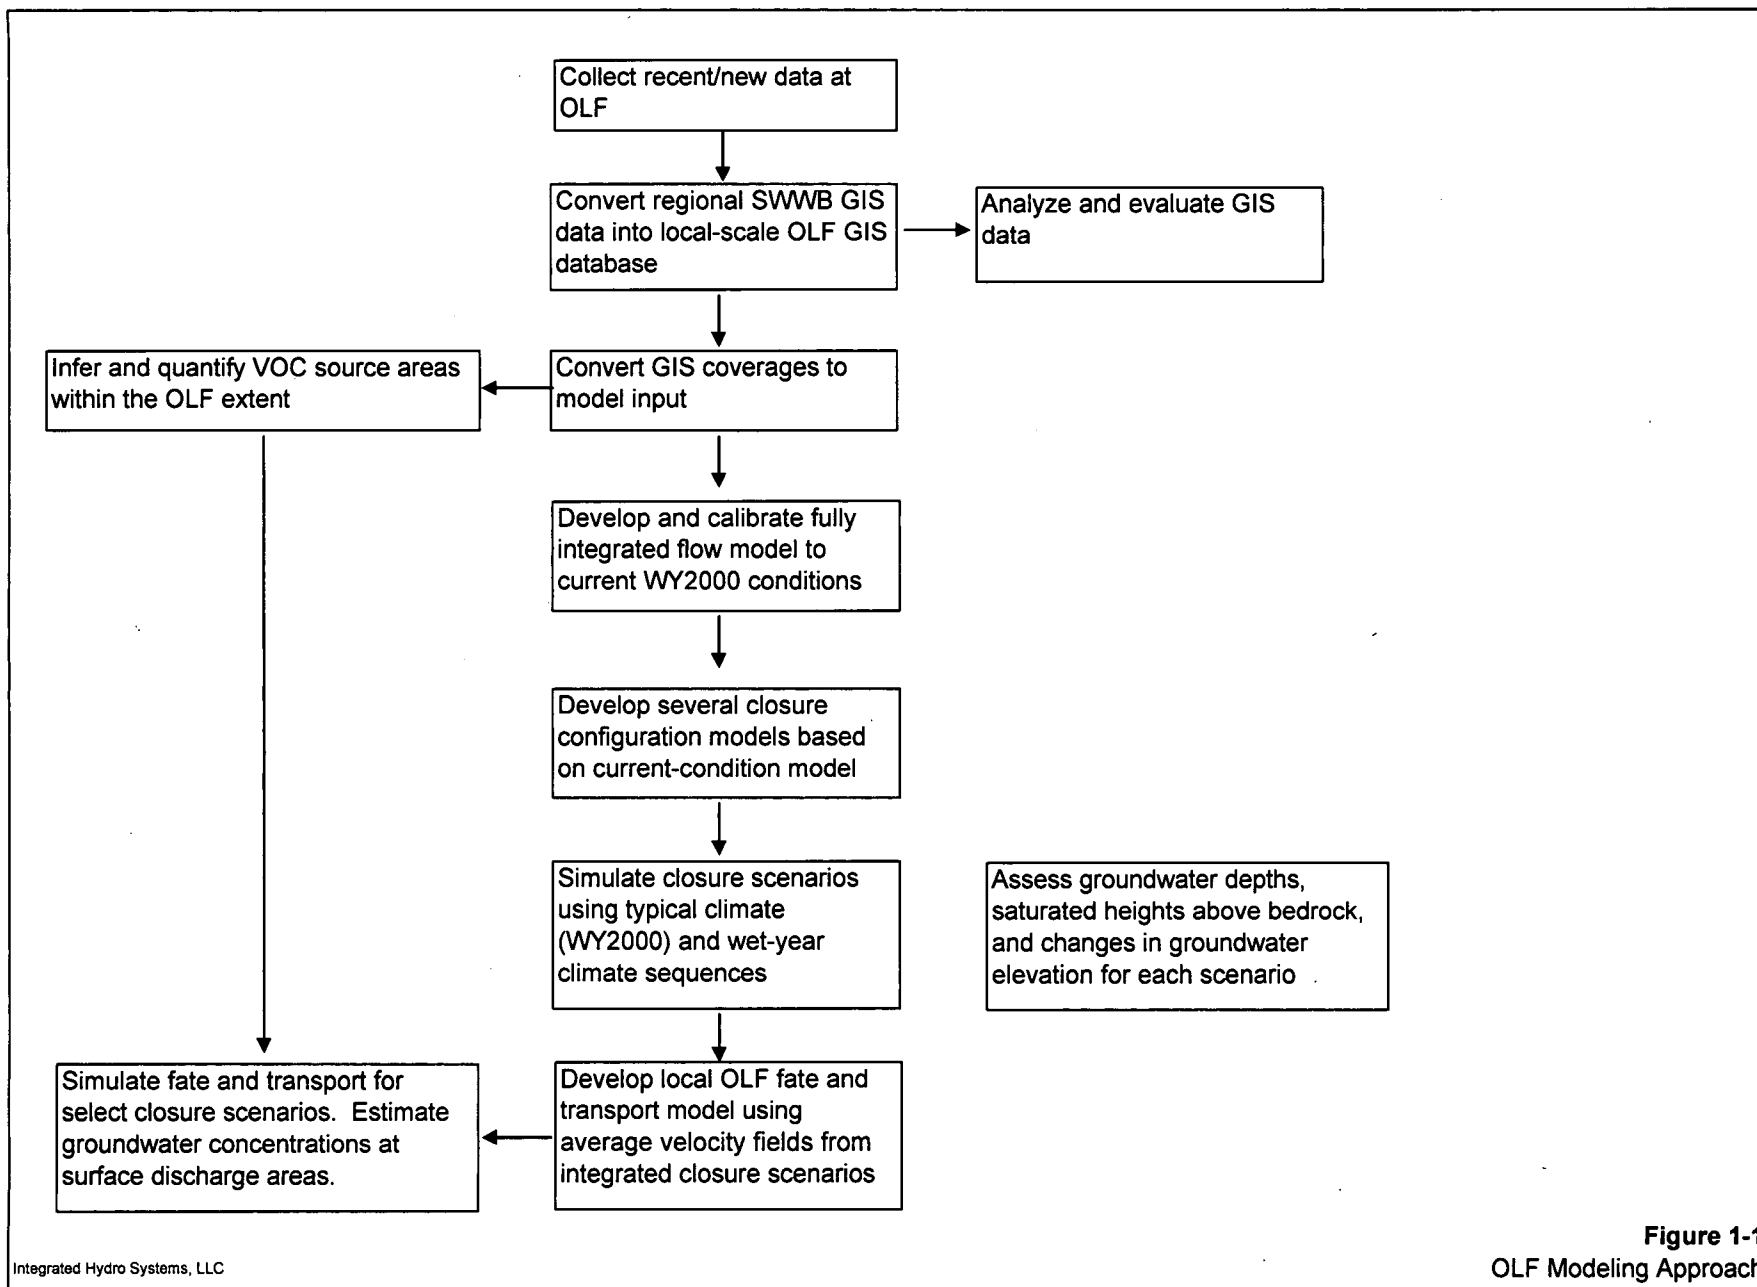 Collect recent/new data at
OLF
Convert regional SWWB GIS
data into local-scale OLF GIS
database
Analyze and evaluate GIS
data
Infer and quantify VOC source areas
within the OLF extent
Convert GIS coverages to
model input
Develop and calibrate fully
integrated flow model to
current WY2000 conditions
Develop several closure
configuration models based
on current-condition model
Simulate closure scenarios
using typical climate
(WY2000) and wet-year
climate sequences
Assess groundwater depths,
saturated heights above bedrock,
and changes in groundwater
elevation for each scenario
Simulate fate and transport for
select closure scenarios.  Estimate
groundwater concentrations at
surface discharge areas.
Develop local OLF fate and
transport model using
average velocity fields from
integrated closure scenarios
Figure 1-1
OLF Modeling Approach
Integrated Hydro Systems, LLC